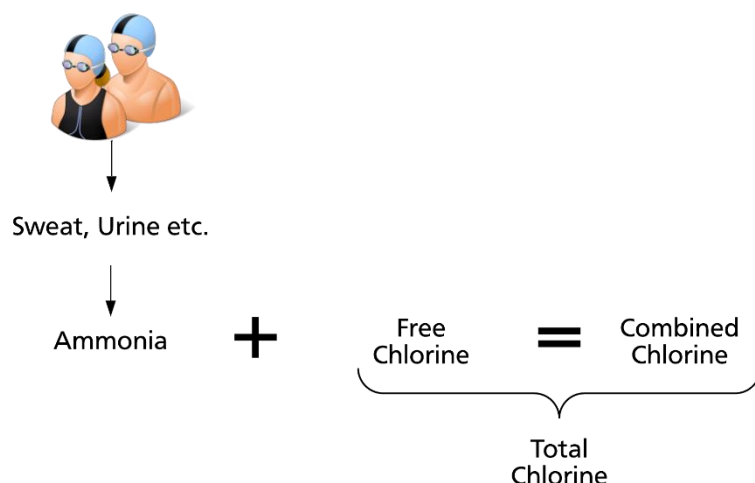 Sweat, Urine etc.
Ammonia + Free Chlorine = Combined Chlorine
Total
Chlorine